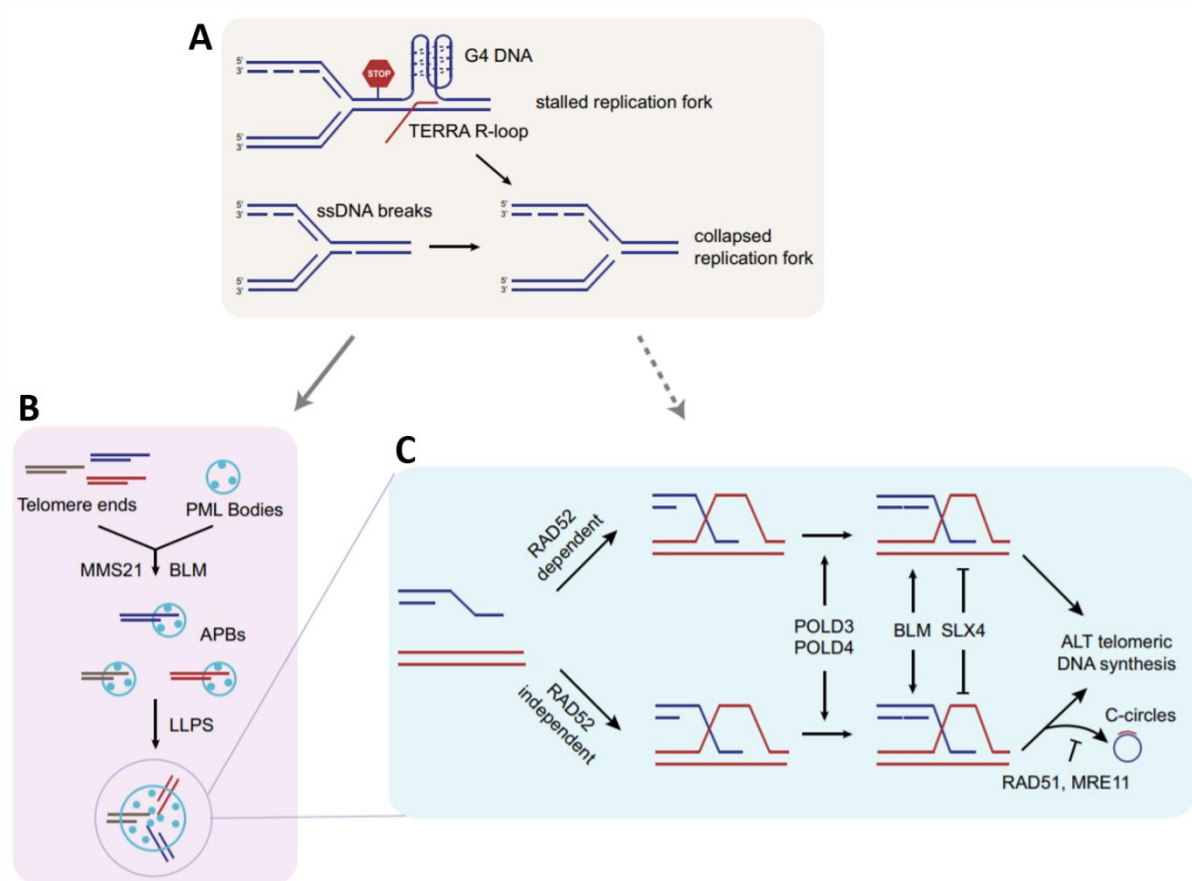 A
5'
3'
STOP
G4 DNA
stalled replication fork
5'
3'
TERRA R-loop
5'
3'
ssDNA breaks
5'
3'
collapsed
replication fork
5'
3'
5'
3'
B
Telomere ends
PML Bodies
MMS21
BLM
APBs
LLPS
C
RAD52
dependent
RAD52
independent
POLD3
POLD4
BLM
SLX4
ALT telomeric
DNA synthesis
C-circles
RAD51, MRE11